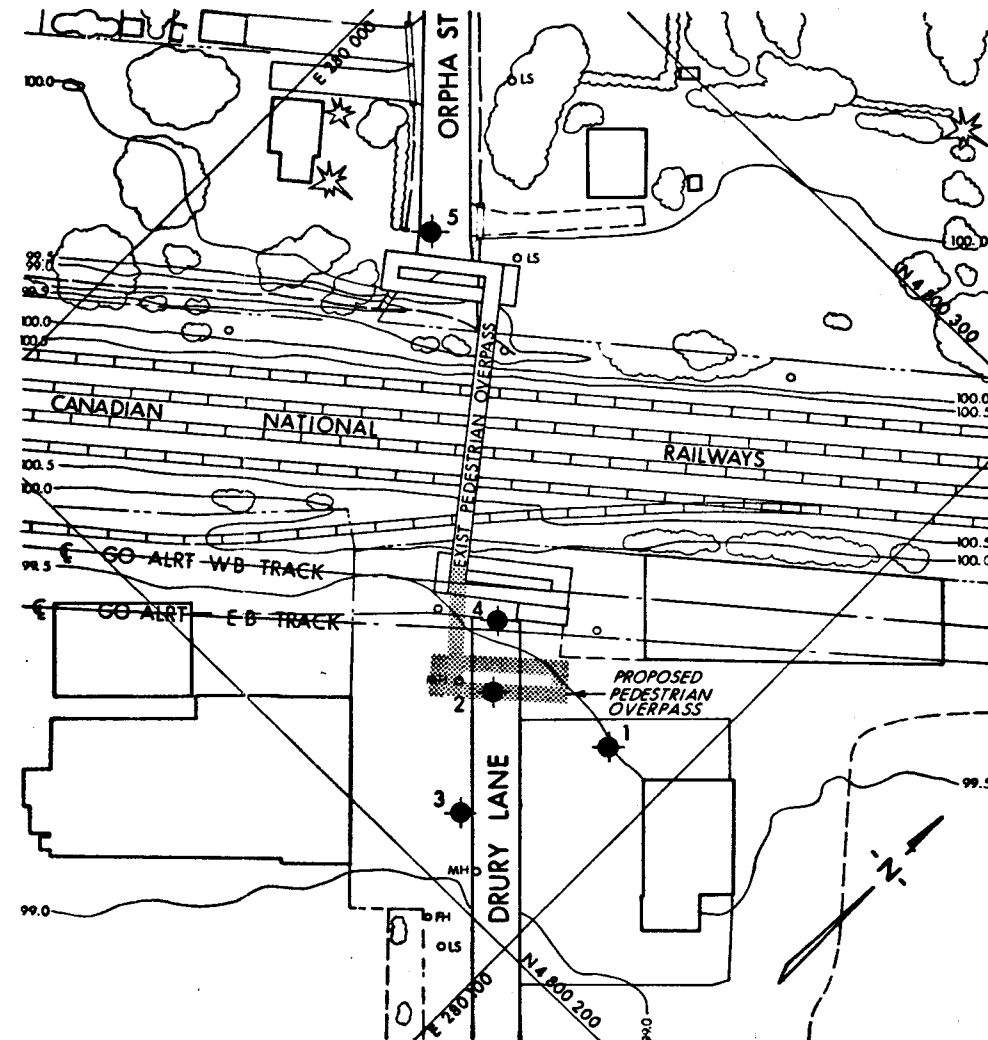 E 280 000
ORPHA ST
LS
100.0
5
100.0
LS
99.5
99.0
99.5
N 4 800 300
100.0
100.5
EXIST PEDESTRIAN OVERPASS
100.0
100.5
CANADIAN NATIONAL RAILWAYS
100.5
100.0
100.5
100.0
GO ALRT WB TRACK
99.5
GO ALRT E B TRACK
4
PROPOSED
PEDESTRIAN
OVERPASS
2
1
99.5
3
DRURY LANE
MH
-N-
99.0
FH
LS
N 4 800 200
E 280 100
99.0